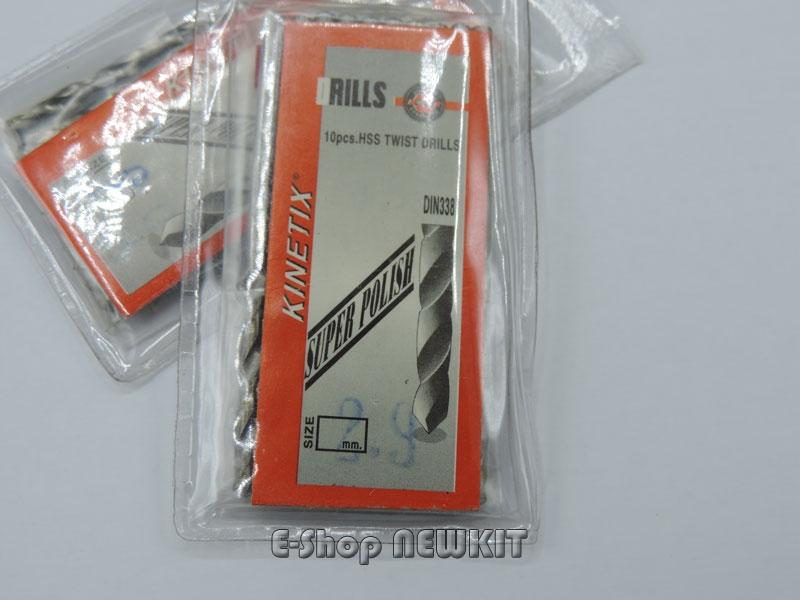 RILLS
10pcs.HSS TWIST DRILLS
DIN338
KINETIX®
SUPER POLISH
SIZE
mm.
2.9
E-Shop NEWKIT